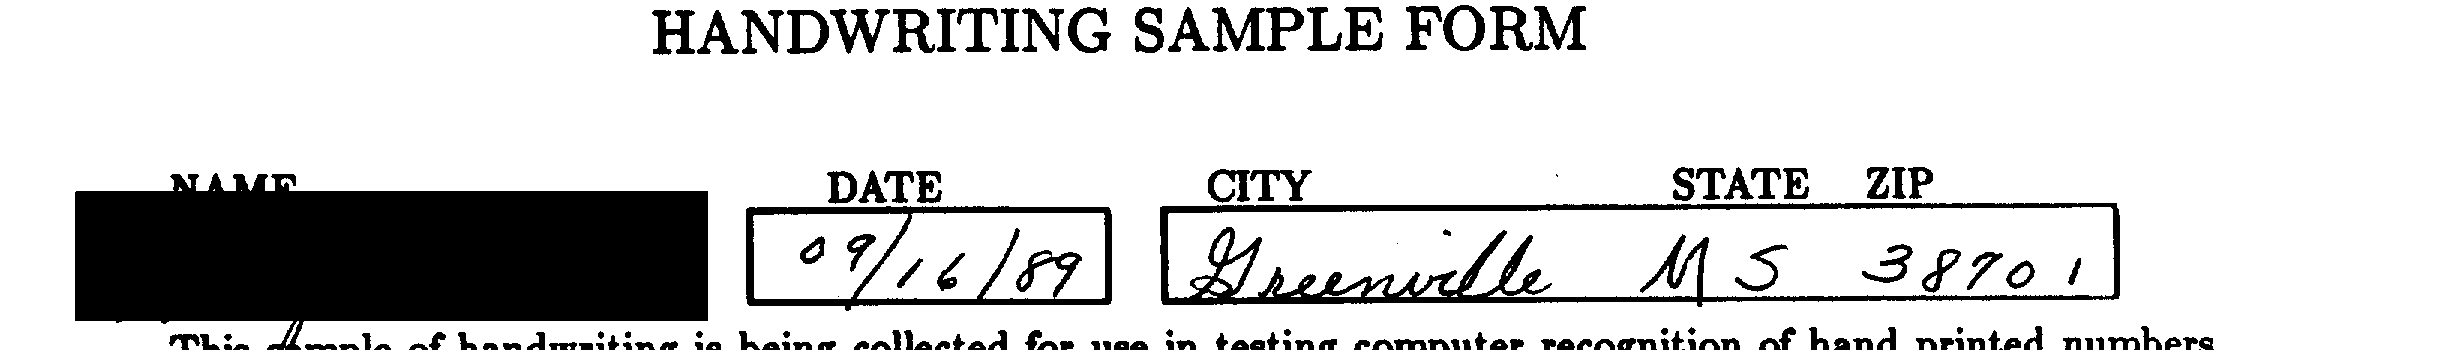 HANDWRITING SAMPLE FORM
NAME DATE CITY STATE ZIP
09/16/89 Greenville MS 38701
This sample of handwriting is being collected for use in testing computer recognition of hand printed numbers